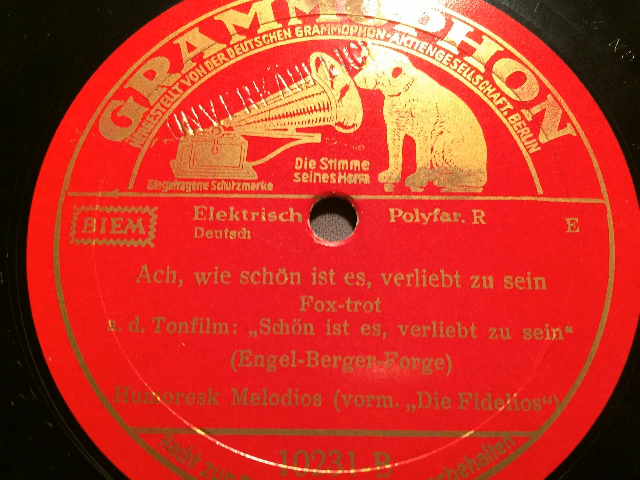 GRAMMOPHON
HERGESTELLT VON DER DEUTSCHEN GRAMMOPHON-AKTIENGESELLSCHAFT, BERLIN
UNVERKÄUFLICH
Die Stimme
seines Herrn
Eingetragene Schutzmarke
BIEM
Elektrisch
Polyfar. R
E
Deutsch
Ach, wie schön ist es, verliebt zu sein
Fox-trot
a. d. Tonfilm: „Schön ist es, verliebt zu sein“
(Engel-Berger-Forge)
Humoresk Melodios (vorm. „Die Fidelios“)
10231 B